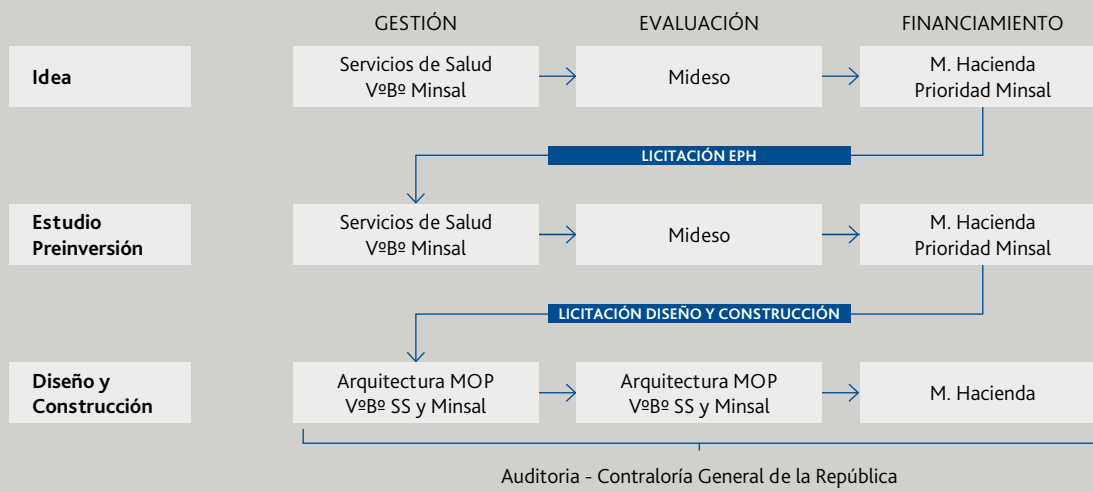 GESTIÓN
EVALUACIÓN
FINANCIAMIENTO
Idea
Servicios de Salud
VºBº Minsal
Mideso
M. Hacienda
Prioridad Minsal
LICITACIÓN EPH
Estudio
Preinversión
Servicios de Salud
VºBº Minsal
Mideso
M. Hacienda
Prioridad Minsal
LICITACIÓN DISEÑO Y CONSTRUCCIÓN
Diseño y
Construcción
Arquitectura MOP
VºBº SS y Minsal
Arquitectura MOP
VºBº SS y Minsal
M. Hacienda
Auditoria - Contraloría General de la República